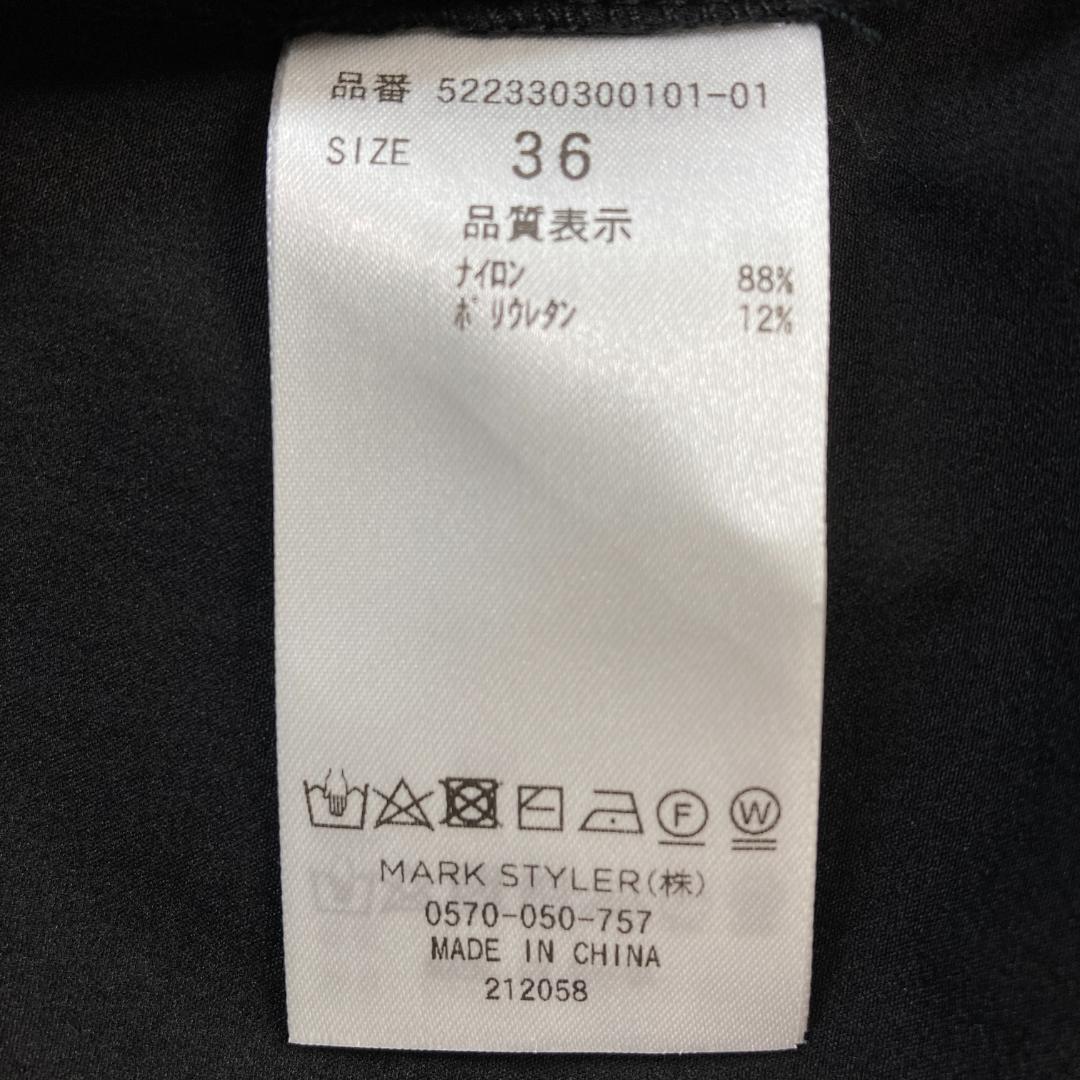 品番 522330300101-01
SIZE 36
品質表示
ナイロン 88%
ポリウレタン 12%
F W
MARK STYLER(株)
0570-050-757
MADE IN CHINA
212058